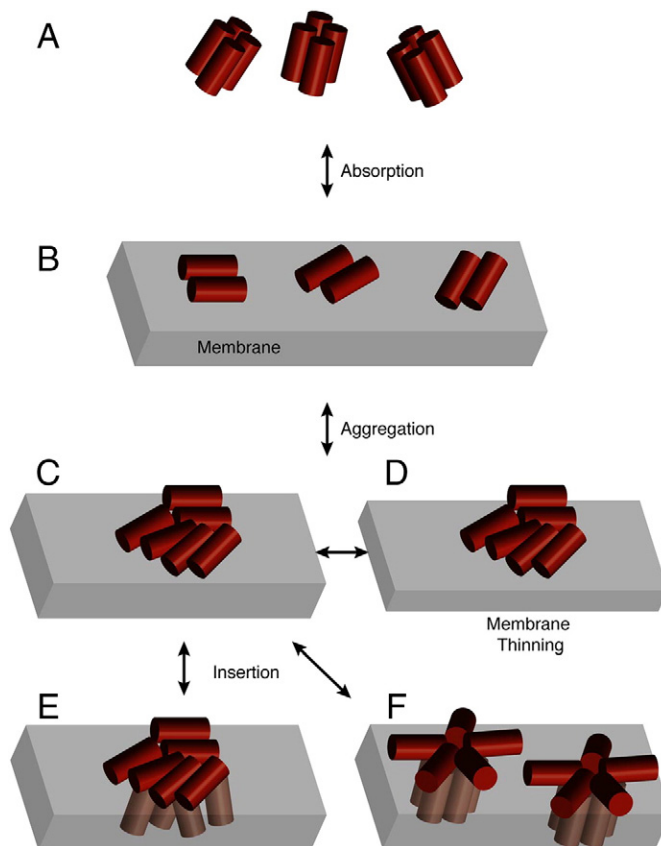 A
Absorption
B
Membrane
Aggregation
C
D
Membrane
Thinning
Insertion
E
F